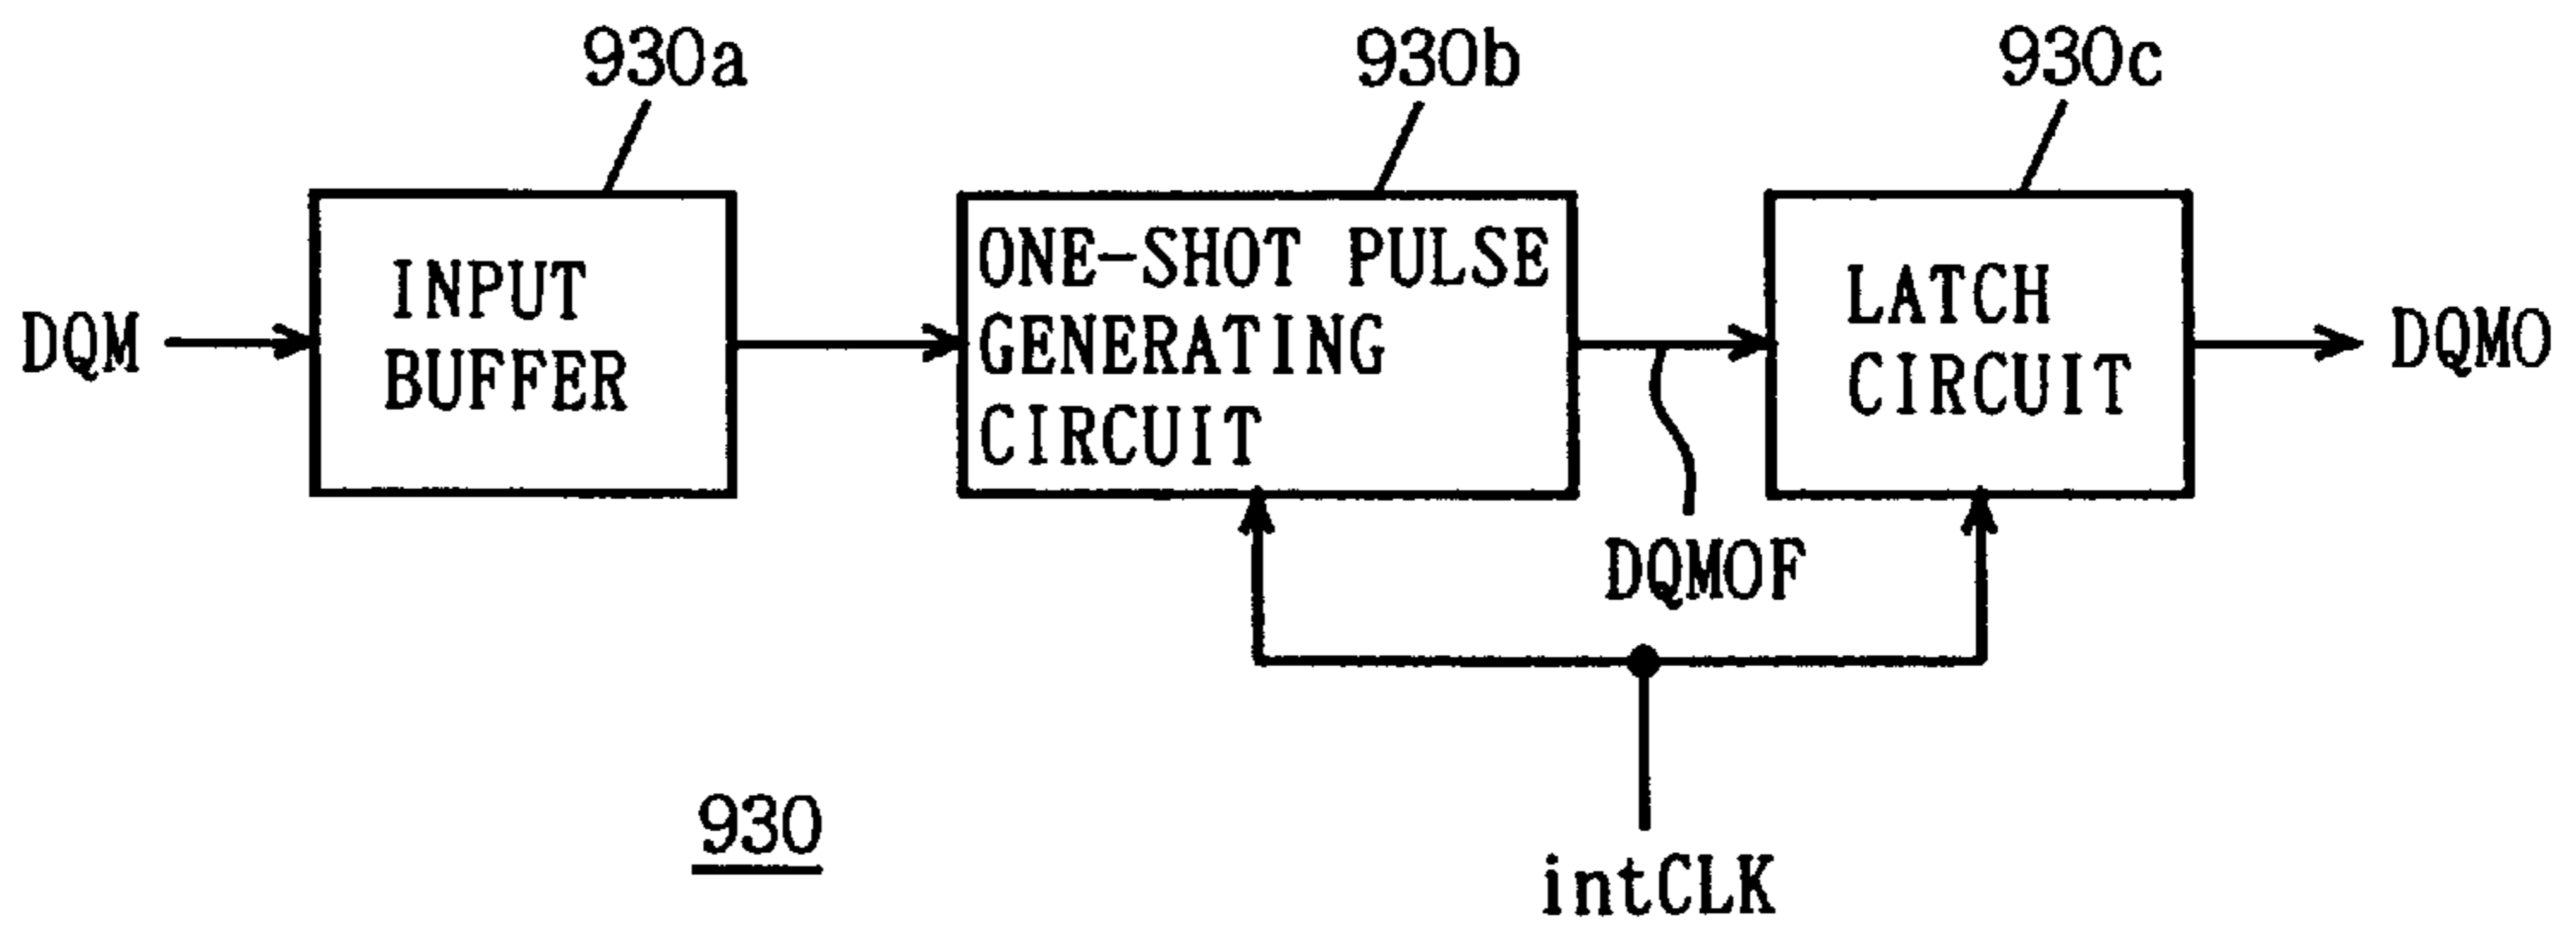 930a
930b
930c
DQM
INPUT
BUFFER
ONE-SHOT PULSE
GENERATING
CIRCUIT
DQMOF
LATCH
CIRCUIT
DQMO
intCLK
930